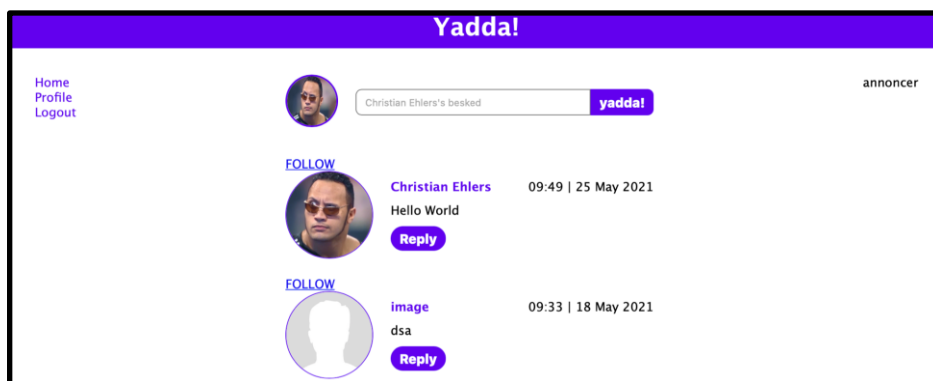 Yadda!
Home
Profile
Logout
Christian Ehlers's besked
yadda!
annoncer
FOLLOW
Christian Ehlers 09:49 | 25 May 2021
Hello World
Reply
FOLLOW
image 09:33 | 18 May 2021
dsa
Reply